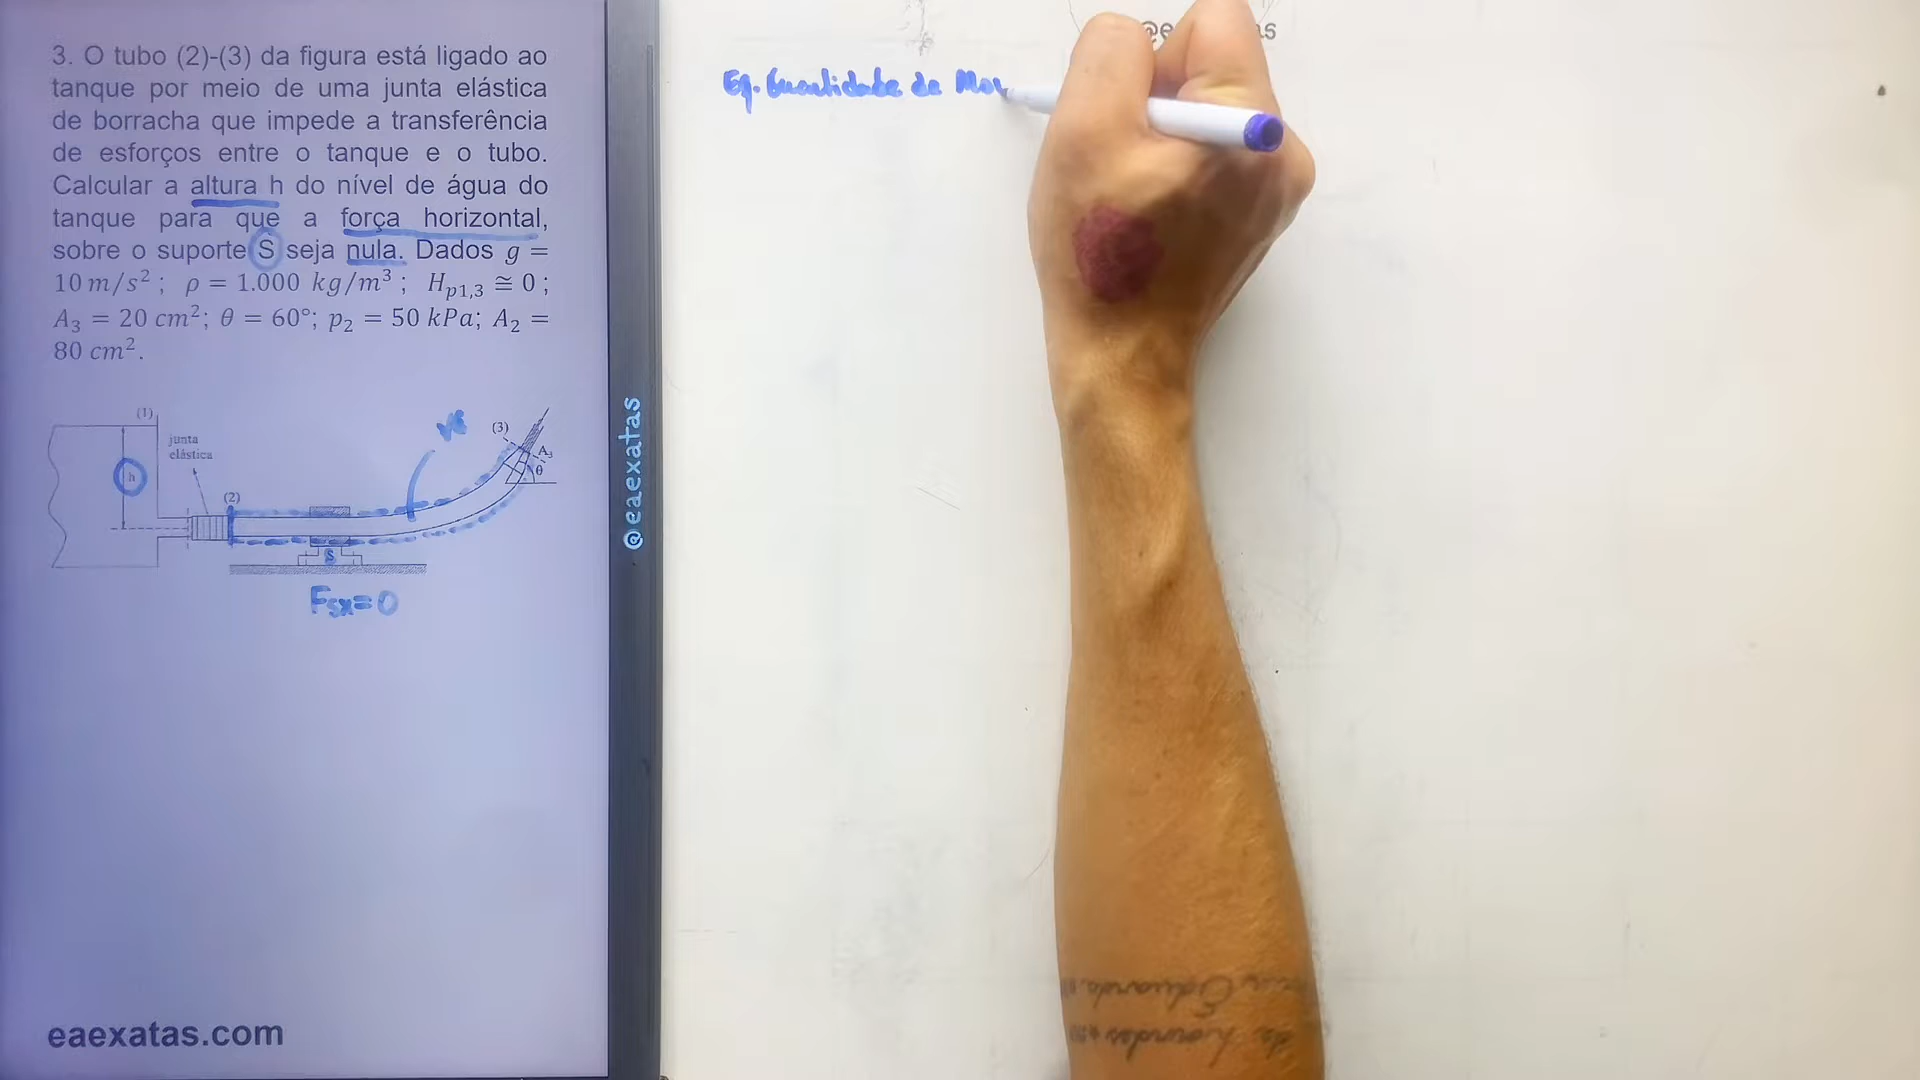 3. O tubo (2)-(3) da figura está ligado ao
tanque por meio de uma junta elástica
de borracha que impede a transferência
de esforços entre o tanque e o tubo.
Calcular a altura h do nível de água do
tanque para que a força horizontal,
sobre o suporte S seja nula. Dados g =
10 m/s² ; ρ = 1.000 kg/m³ ; Hp1,3 ≅ 0 ;
A3 = 20 cm²; θ = 60°; p2 = 50 kPa; A2 =
80 cm².
(1)
junta
elástica
h
(2)
(3)
A3
θ
S
Fsx=0
eaexatas.com
@eaexatas
Eq. Quantidade de Mov